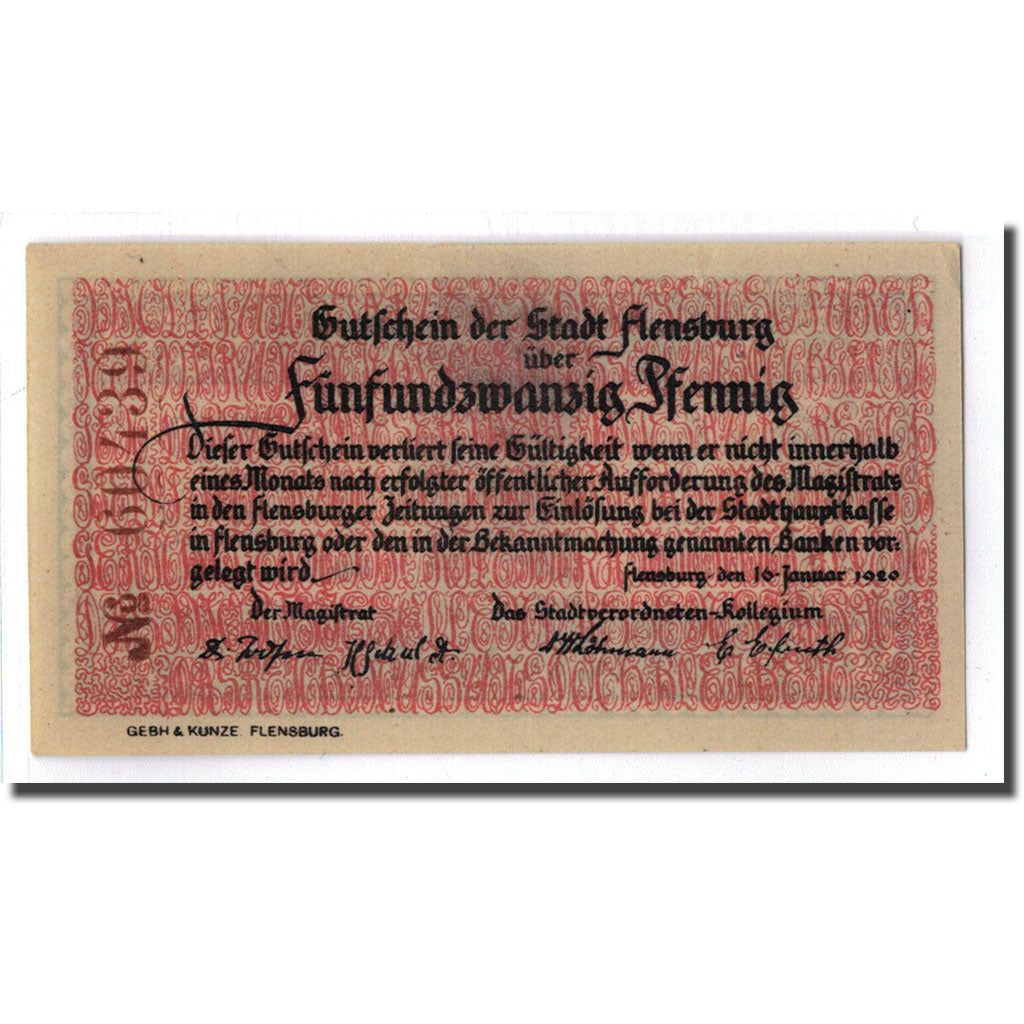 Gutschein der Stadt Flensburg
über
Fünfundzwanzig Pfennig
Dieser Gutschein verliert seine Gültigkeit wenn er nicht innerhalb
eines Monats nach erfolgter öffentlicher Aufforderung des Magistrats
in den Flensburger Zeitungen zur Einlösung bei der Stadthauptkasse
in Flensburg oder den in der Bekanntmachung genannten Banken vor-
gelegt wird.
Flensburg den 16 Januar 1920
Der Magistrat Das Stadtverordneten-Kollegium
№ 60439
GEBH & KUNZE. FLENSBURG.